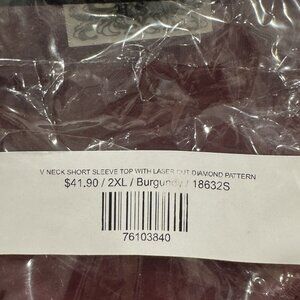 V NECK SHORT SLEEVE TOP WITH LASER CUT DIAMOND PATTERN
$41.90 / 2XL / Burgundy / 18632S
76103840